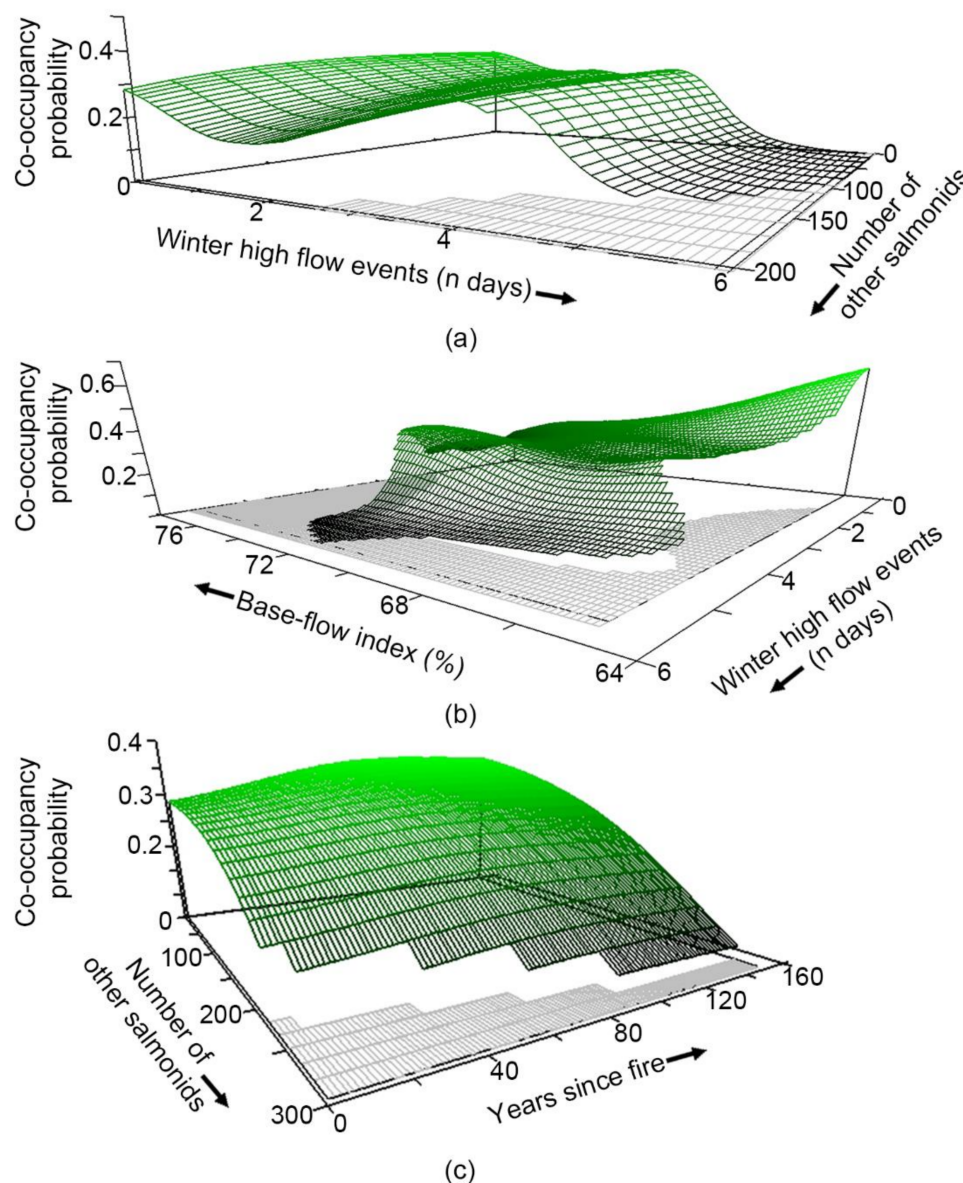 Co-occupancy
probability
0.4
0.2
0
2
4
6
Winter high flow events (n days)
0
100
150
200
Number of
other salmonids
(a)
Co-occupancy
probability
0.6
0.4
0.2
76
72
68
64
Base-flow index (%)
0
2
4
6
Winter high flow events
(n days)
(b)
Co-occupancy
probability
0.4
0.3
0.2
0
100
200
300
Number of
other salmonids
0
40
80
120
160
Years since fire
(c)